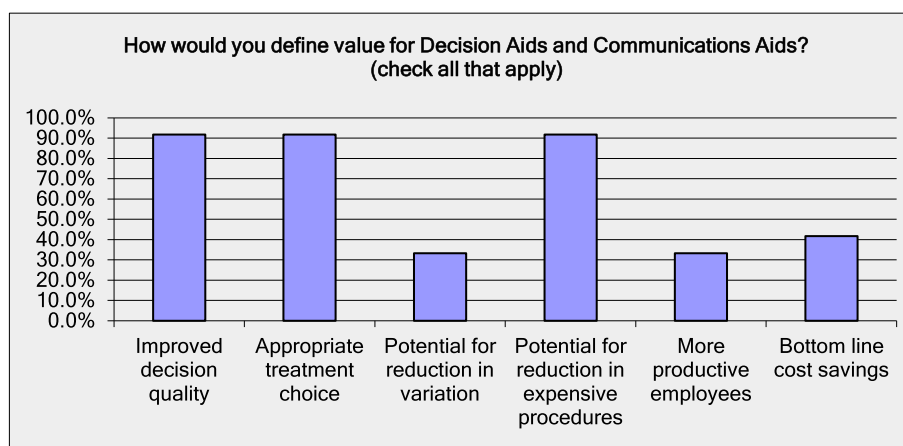 How would you define value for Decision Aids and Communications Aids?
(check all that apply)
100.0%
90.0%
80.0%
70.0%
60.0%
50.0%
40.0%
30.0%
20.0%
10.0%
0.0%
Improved
decision
quality
Appropriate
treatment
choice
Potential for
reduction in
variation
Potential for
reduction in
expensive
procedures
More
productive
employees
Bottom line
cost savings